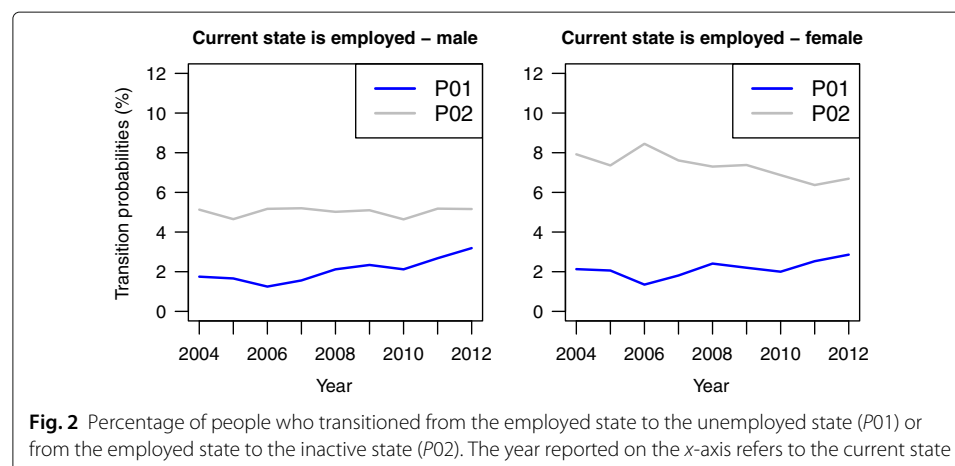 Current state is employed – male
Current state is employed – female
Transition probabilities (%)
12
10
8
6
4
2
0
P01
P02
2004 2006 2008 2010 2012
Year
12
10
8
6
4
2
0
P01
P02
2004 2006 2008 2010 2012
Year
Fig. 2 Percentage of people who transitioned from the employed state to the unemployed state (P01) or
from the employed state to the inactive state (P02). The year reported on the x-axis refers to the current state